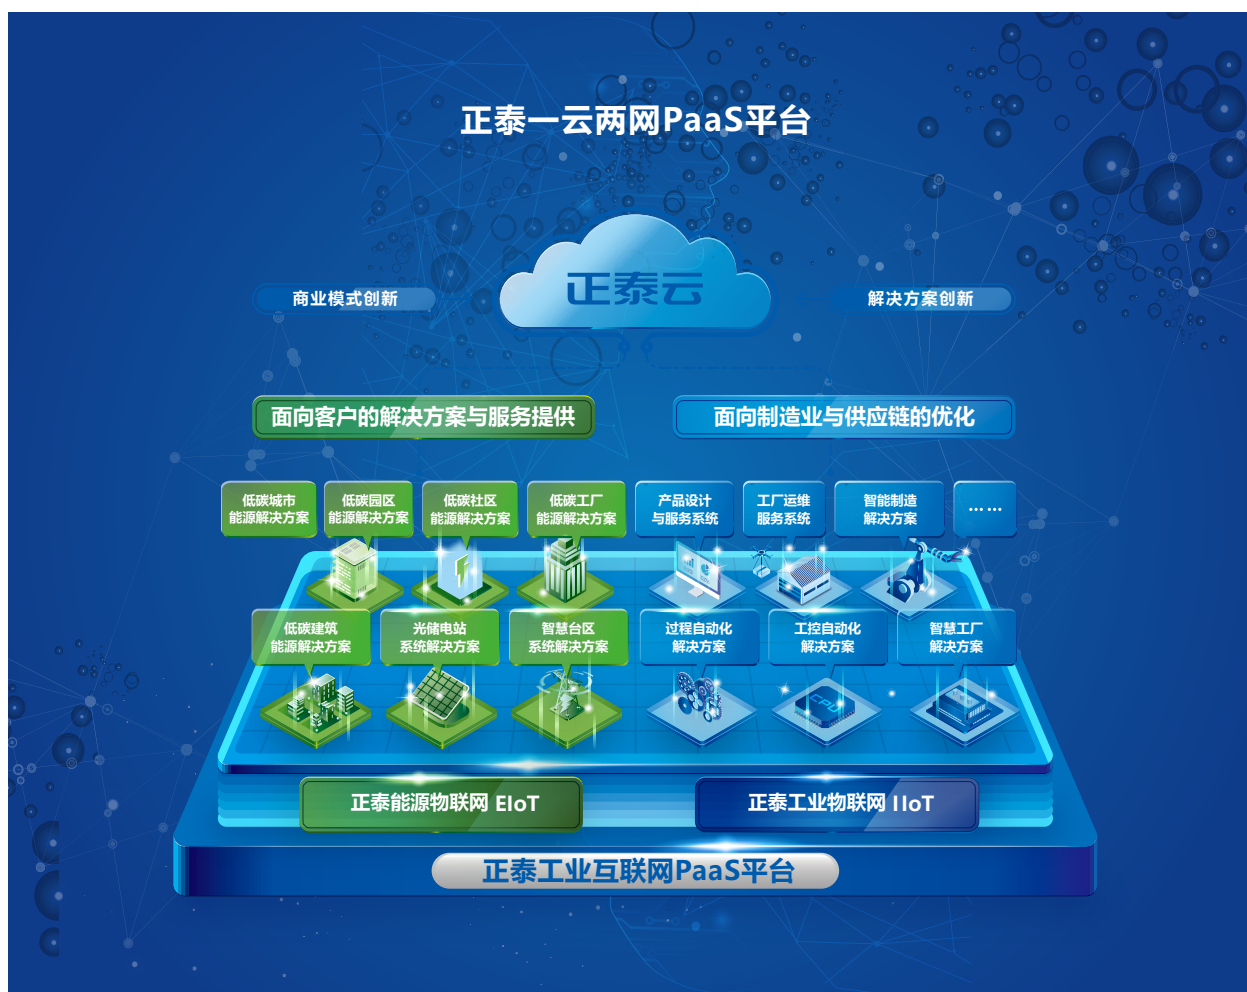 正泰一云两网PaaS平台
正泰云
商业模式创新
解决方案创新
面向客户的解决方案与服务提供
面向制造业与供应链的优化
低碳城市
能源解决方案
低碳园区
能源解决方案
低碳社区
能源解决方案
低碳工厂
能源解决方案
产品设计
与服务系统
工厂运维
服务系统
智能制造
解决方案
……
低碳建筑
能源解决方案
光储电站
系统解决方案
智慧台区
系统解决方案
过程自动化
解决方案
工控自动化
解决方案
智慧工厂
解决方案
CPU
正泰能源物联网 EIoT
正泰工业物联网 IIoT
正泰工业互联网PaaS平台